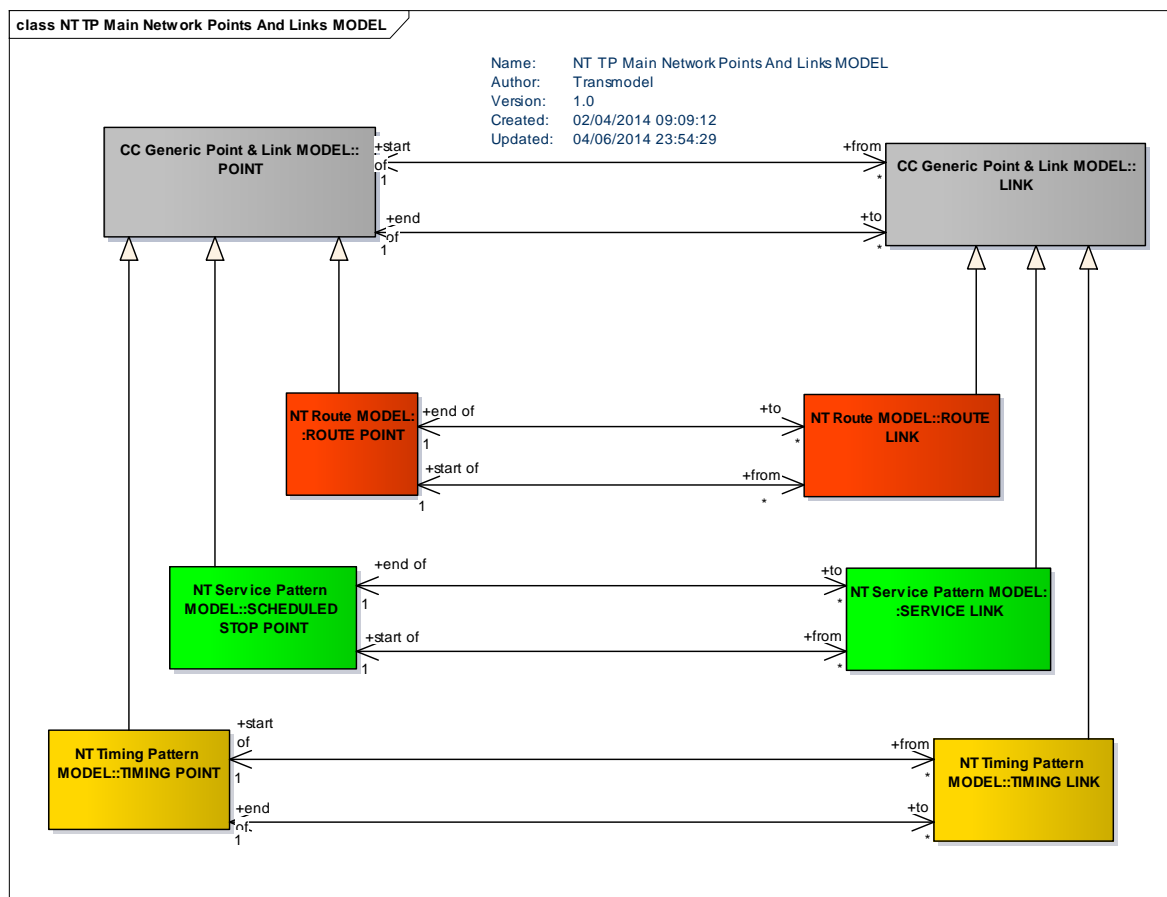 class NT TP Main Network Points And Links MODEL
Name: NT TP Main Network Points And Links MODEL
Author: Transmodel
Version: 1.0
Created: 02/04/2014 09:09:12
Updated: 04/06/2014 23:54:29
CC Generic Point & Link MODEL::
POINT
+start
of
1
+from
*
CC Generic Point & Link MODEL::
LINK
+end
of
1
+to
*
NT Route MODEL:
:ROUTE POINT
+end of
1
+to
*
NT Route MODEL::ROUTE
LINK
+start of
1
+from
*
NT Service Pattern
MODEL::SCHEDULED
STOP POINT
+end of
1
+to
*
NT Service Pattern MODEL:
:SERVICE LINK
+start of
1
+from
*
NT Timing Pattern
MODEL::TIMING POINT
+start
of
1
+from
*
NT Timing Pattern
MODEL::TIMING LINK
+end
of
1
+to
*